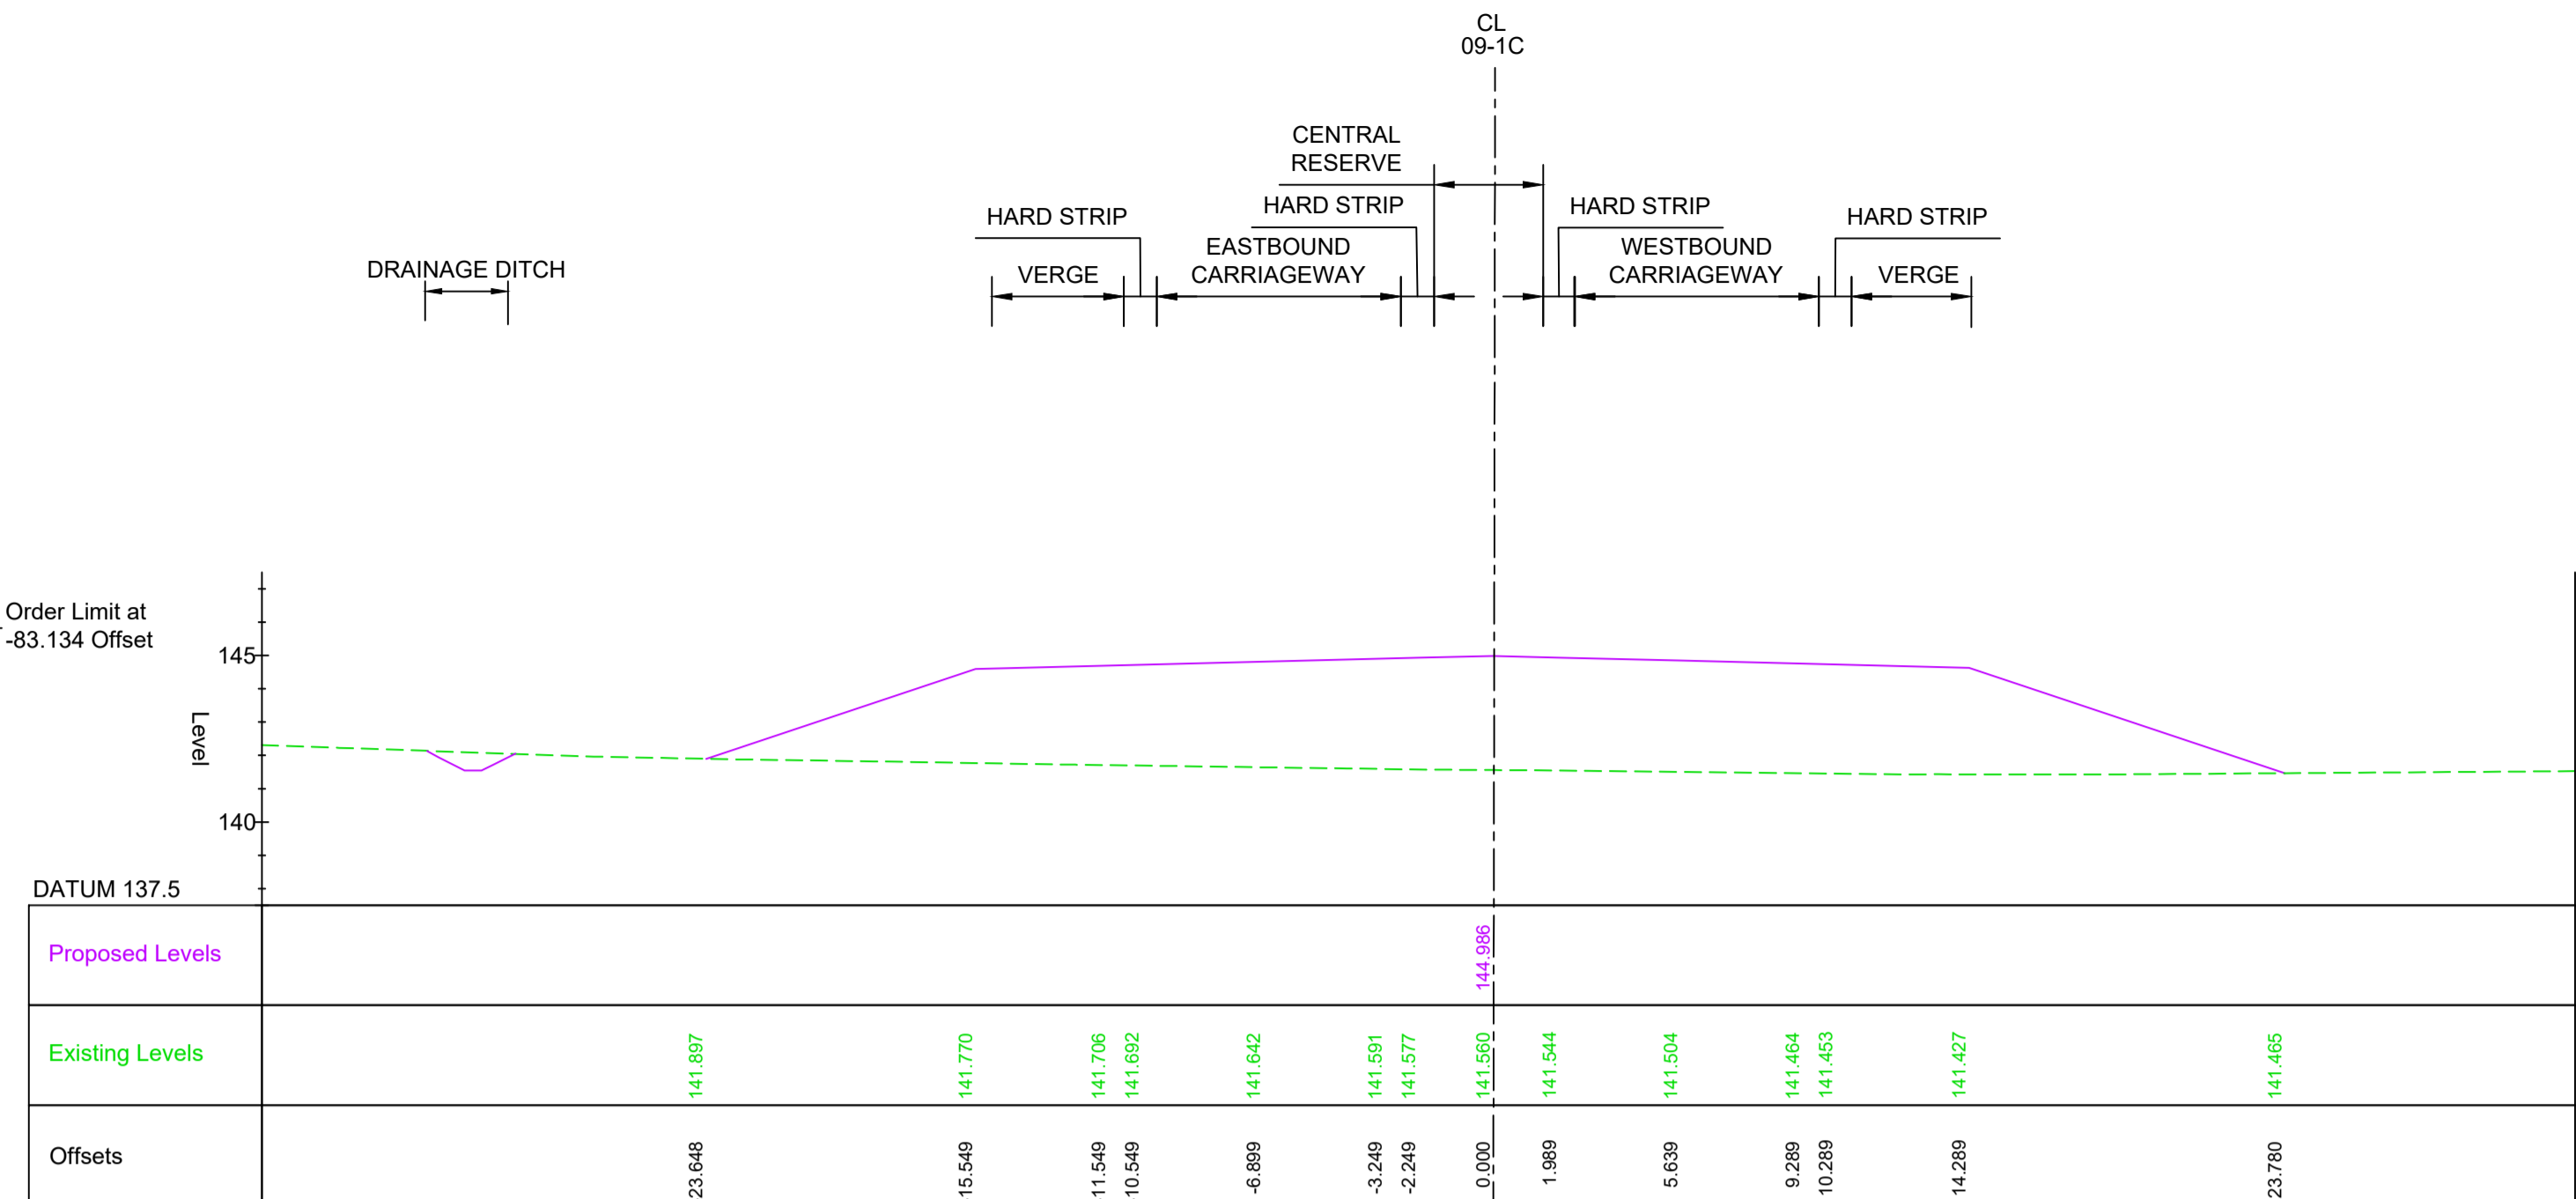 CL
09-1C
CENTRAL
RESERVE
HARD STRIP
HARD STRIP
HARD STRIP
HARD STRIP
DRAINAGE DITCH
VERGE
EASTBOUND
CARRIAGEWAY
WESTBOUND
CARRIAGEWAY
VERGE
Order Limit at
-83.134 Offset
145
Level
140
DATUM 137.5
Proposed Levels
144.986
Existing Levels
141.897
141.770
141.706
141.692
141.642
141.591
141.577
141.560
141.544
141.504
141.464
141.453
141.427
141.465
Offsets
23.648
15.549
11.549
10.549
-6.899
-3.249
-2.249
0.000
1.989
5.639
9.289
10.289
14.289
23.780